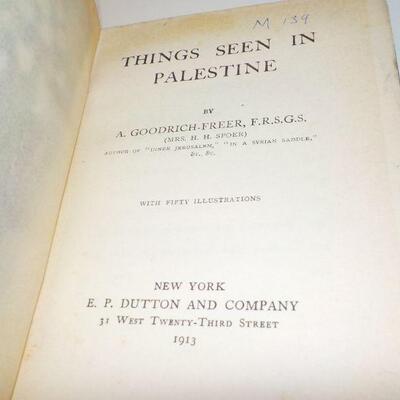 M 139
THINGS SEEN IN
PALESTINE
BY
A. GOODRICH-FREER, F.R.S.G.S.
(MRS. H. H. SPOER)
AUTHOR OF "INNER JERUSALEM," "IN A SYRIAN SADDLE,"
&c., &c.
WITH FIFTY ILLUSTRATIONS
NEW YORK
E. P. DUTTON AND COMPANY
31 WEST TWENTY-THIRD STREET
1913